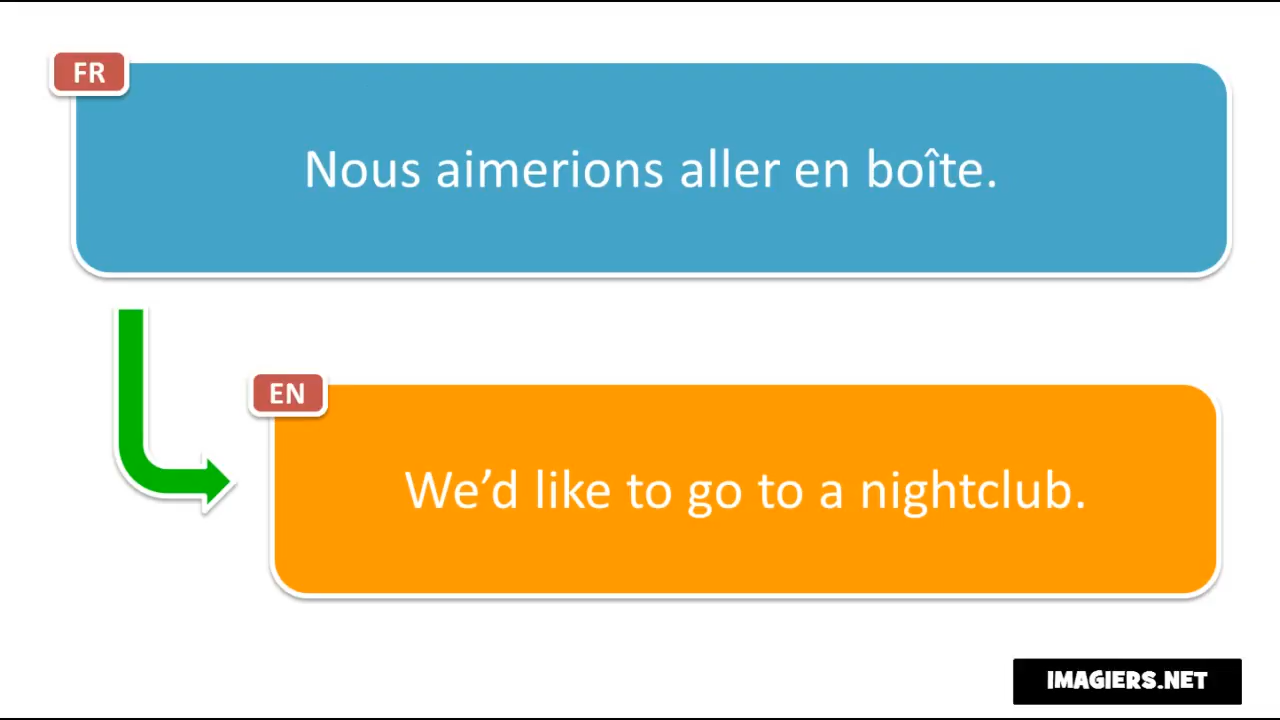 FR
Nous aimerions aller en boîte.
EN
We’d like to go to a nightclub.
IMAGIERS.NET